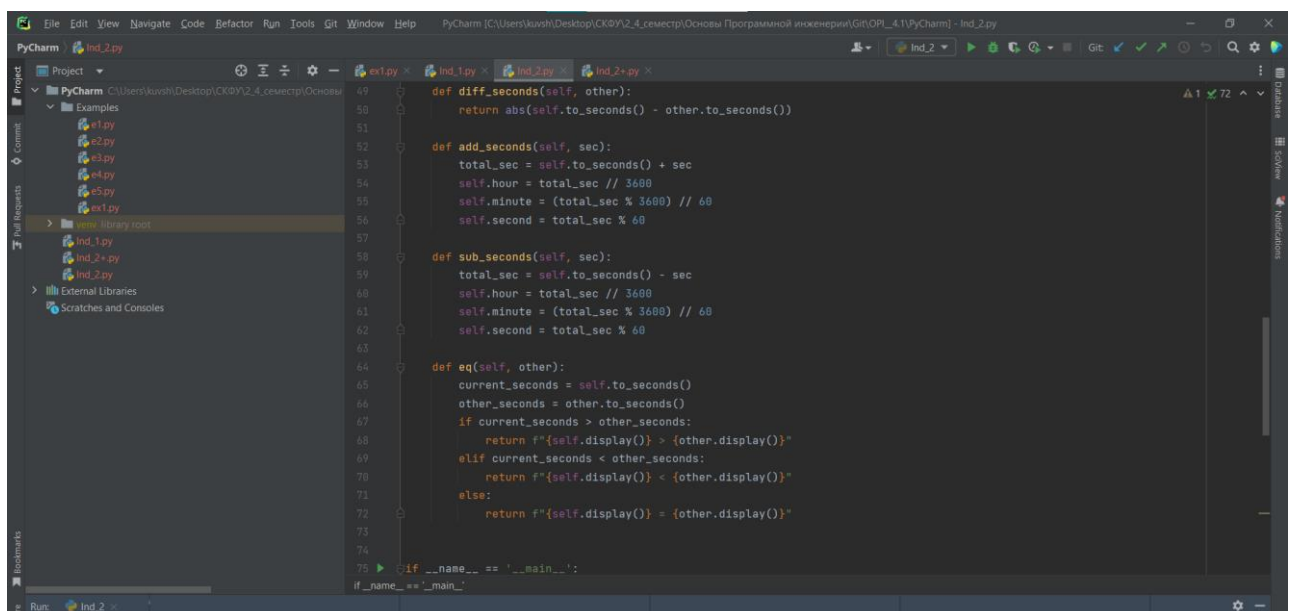 File Edit View Navigate Code Refactor Run Tools Git Window Help PyCharm [C:\Users\kuvsh\Desktop\СКФУ\2_4_семестр\Основы Программной инженерии\Git\OPI_4.1\PyCharm] - Ind_2.py
PyCharm Ind_2.py Ind_2 Git:
Project ex1.py Ind_1.py Ind_2.py Ind_2+.py
PyCharm C:\Users\kuvsh\Desktop\СКФУ\2_4_семестр\Основы
Examples
e1.py
e2.py
e3.py
e4.py
e5.py
ex1.py
venv library root
Ind_1.py
Ind_2+.py
Ind_2.py
External Libraries
Scratches and Consoles
Project
Commit
Pull Requests
Bookmarks
49 def diff_seconds(self, other):
50 return abs(self.to_seconds() - other.to_seconds())
51
52 def add_seconds(self, sec):
53 total_sec = self.to_seconds() + sec
54 self.hour = total_sec // 3600
55 self.minute = (total_sec % 3600) // 60
56 self.second = total_sec % 60
57
58 def sub_seconds(self, sec):
59 total_sec = self.to_seconds() - sec
60 self.hour = total_sec // 3600
61 self.minute = (total_sec % 3600) // 60
62 self.second = total_sec % 60
63
64 def eq(self, other):
65 current_seconds = self.to_seconds()
66 other_seconds = other.to_seconds()
67 if current_seconds > other_seconds:
68 return f"{self.display()} > {other.display()}"
69 elif current_seconds < other_seconds:
70 return f"{self.display()} < {other.display()}"
71 else:
72 return f"{self.display()} = {other.display()}"
73
74
75 if __name__ == '__main__':
if __name__ == '__main__'
1 72
Database
SciView
Notifications
Run: Ind_2